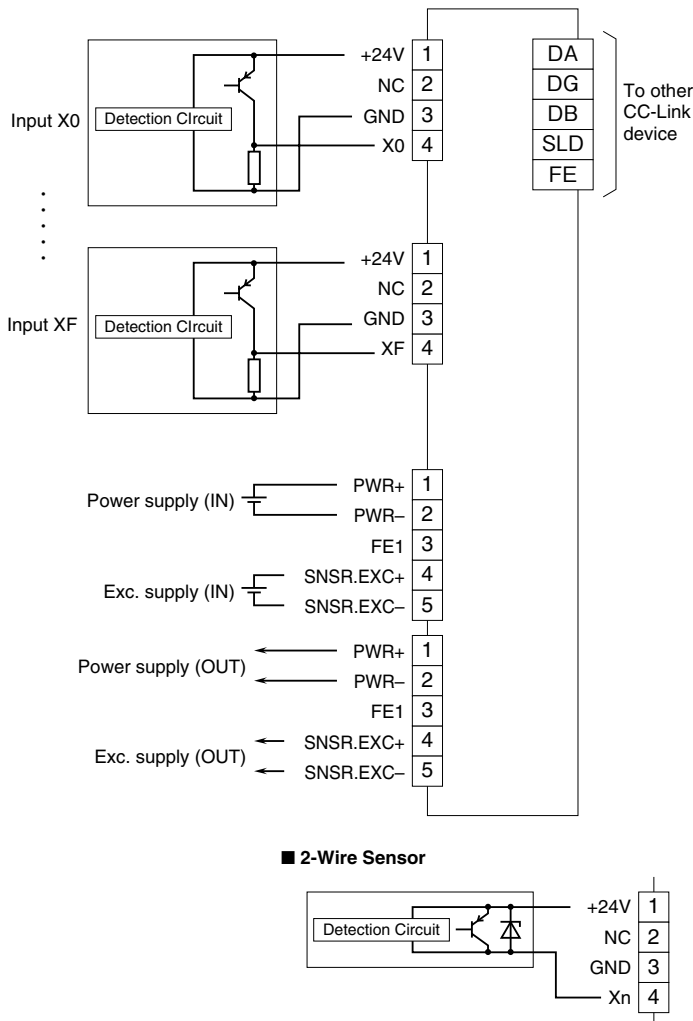 Input X0
Detection CIrcuit
+24V 1
NC 2
GND 3
X0 4
DA
DG
DB
SLD
FE
To other
CC-Link
device
Input XF
Detection CIrcuit
+24V 1
NC 2
GND 3
XF 4
Power supply (IN)
PWR+ 1
PWR– 2
FE1 3
Exc. supply (IN)
SNSR.EXC+ 4
SNSR.EXC– 5
Power supply (OUT)
PWR+ 1
PWR– 2
FE1 3
Exc. supply (OUT)
SNSR.EXC+ 4
SNSR.EXC– 5
■ 2-Wire Sensor
Detection Circuit
+24V 1
NC 2
GND 3
Xn 4